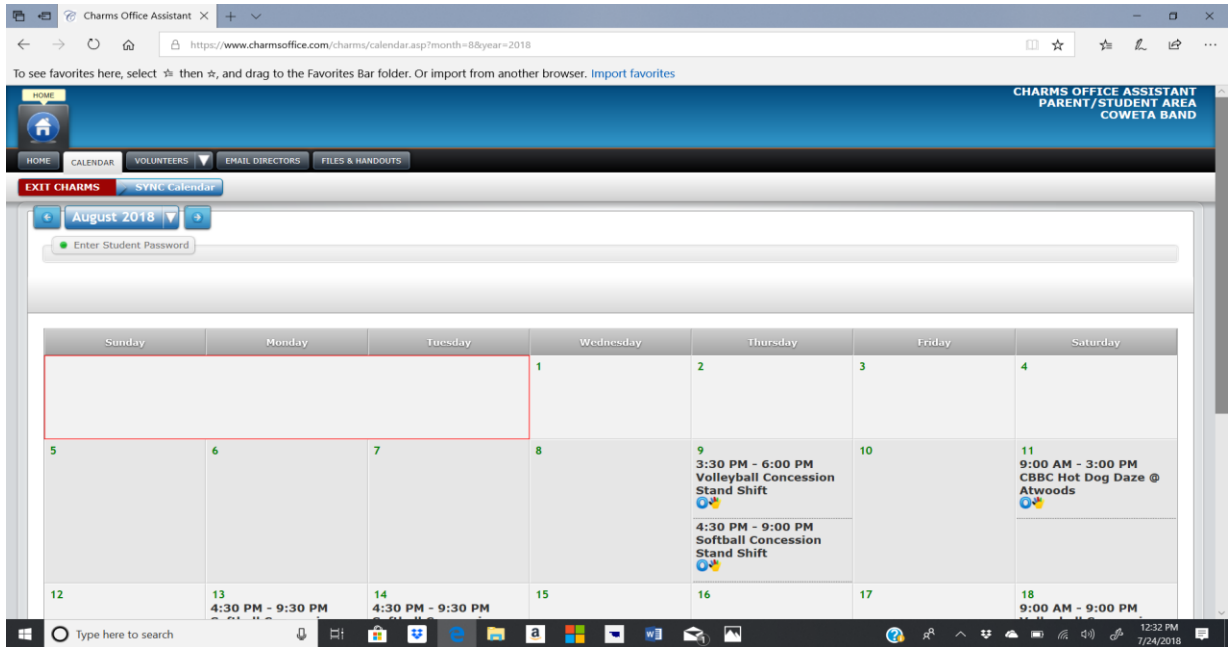 Charms Office Assistant
https://www.charmsoffice.com/charms/calendar.asp?month=8&year=2018
To see favorites here, select then ☆, and drag to the Favorites Bar folder. Or import from another browser. Import favorites
HOME
CHARMS OFFICE ASSISTANT
PARENT/STUDENT AREA
COWETA BAND
HOME CALENDAR VOLUNTEERS EMAIL DIRECTORS FILES & HANDOUTS
EXIT CHARMS SYNC Calendar
August 2018
Enter Student Password
Sunday Monday Tuesday Wednesday Thursday Friday Saturday
1 2 3 4
5 6 7 8 9 10 11
3:30 PM - 6:00 PM
Volleyball Concession
Stand Shift
4:30 PM - 9:00 PM
Softball Concession
Stand Shift
9:00 AM - 3:00 PM
CBBC Hot Dog Daze @
Atwoods
12 13 14 15 16 17 18
4:30 PM - 9:30 PM
4:30 PM - 9:30 PM
9:00 AM - 9:00 PM
Type here to search
12:32 PM
7/24/2018